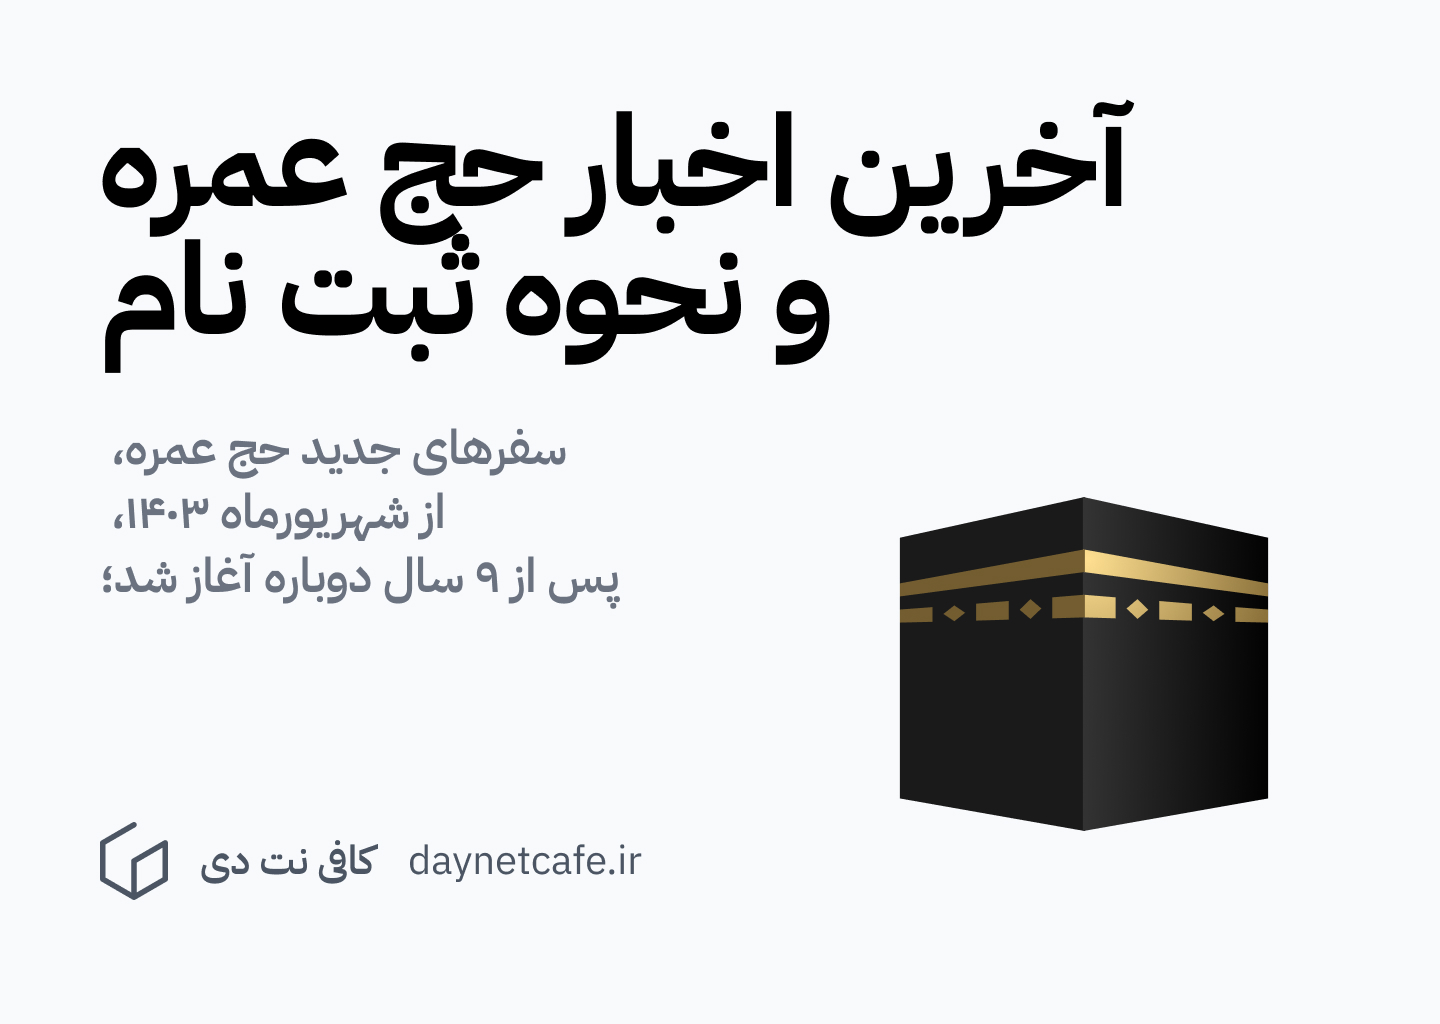 آخرین اخبار حج عمره
و نحوه ثبت نام
سفرهای جدید حج عمره،
از شهریورماه ۱۴۰۳،
پس از ۹ سال دوباره آغاز شد؛
کافی نت دی daynetcafe.ir